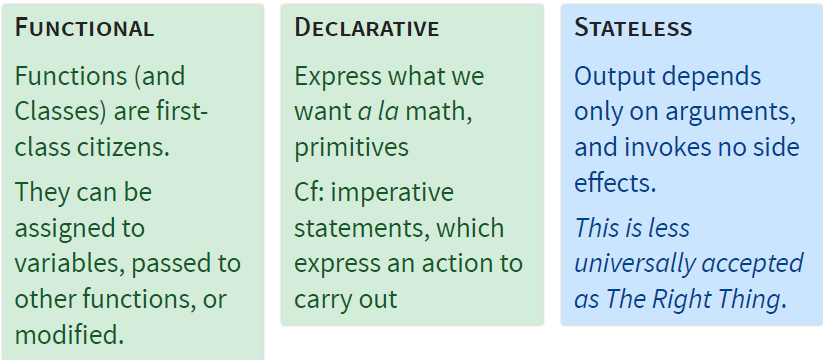 FUNCTIONAL
Functions (and
Classes) are first-
class citizens.
They can be
assigned to
variables, passed to
other functions, or
modified.
DECLARATIVE
Express what we
want a la math,
primitives
Cf: imperative
statements, which
express an action to
carry out
STATELESS
Output depends
only on arguments,
and invokes no side
effects.
This is less
universally accepted
as The Right Thing.